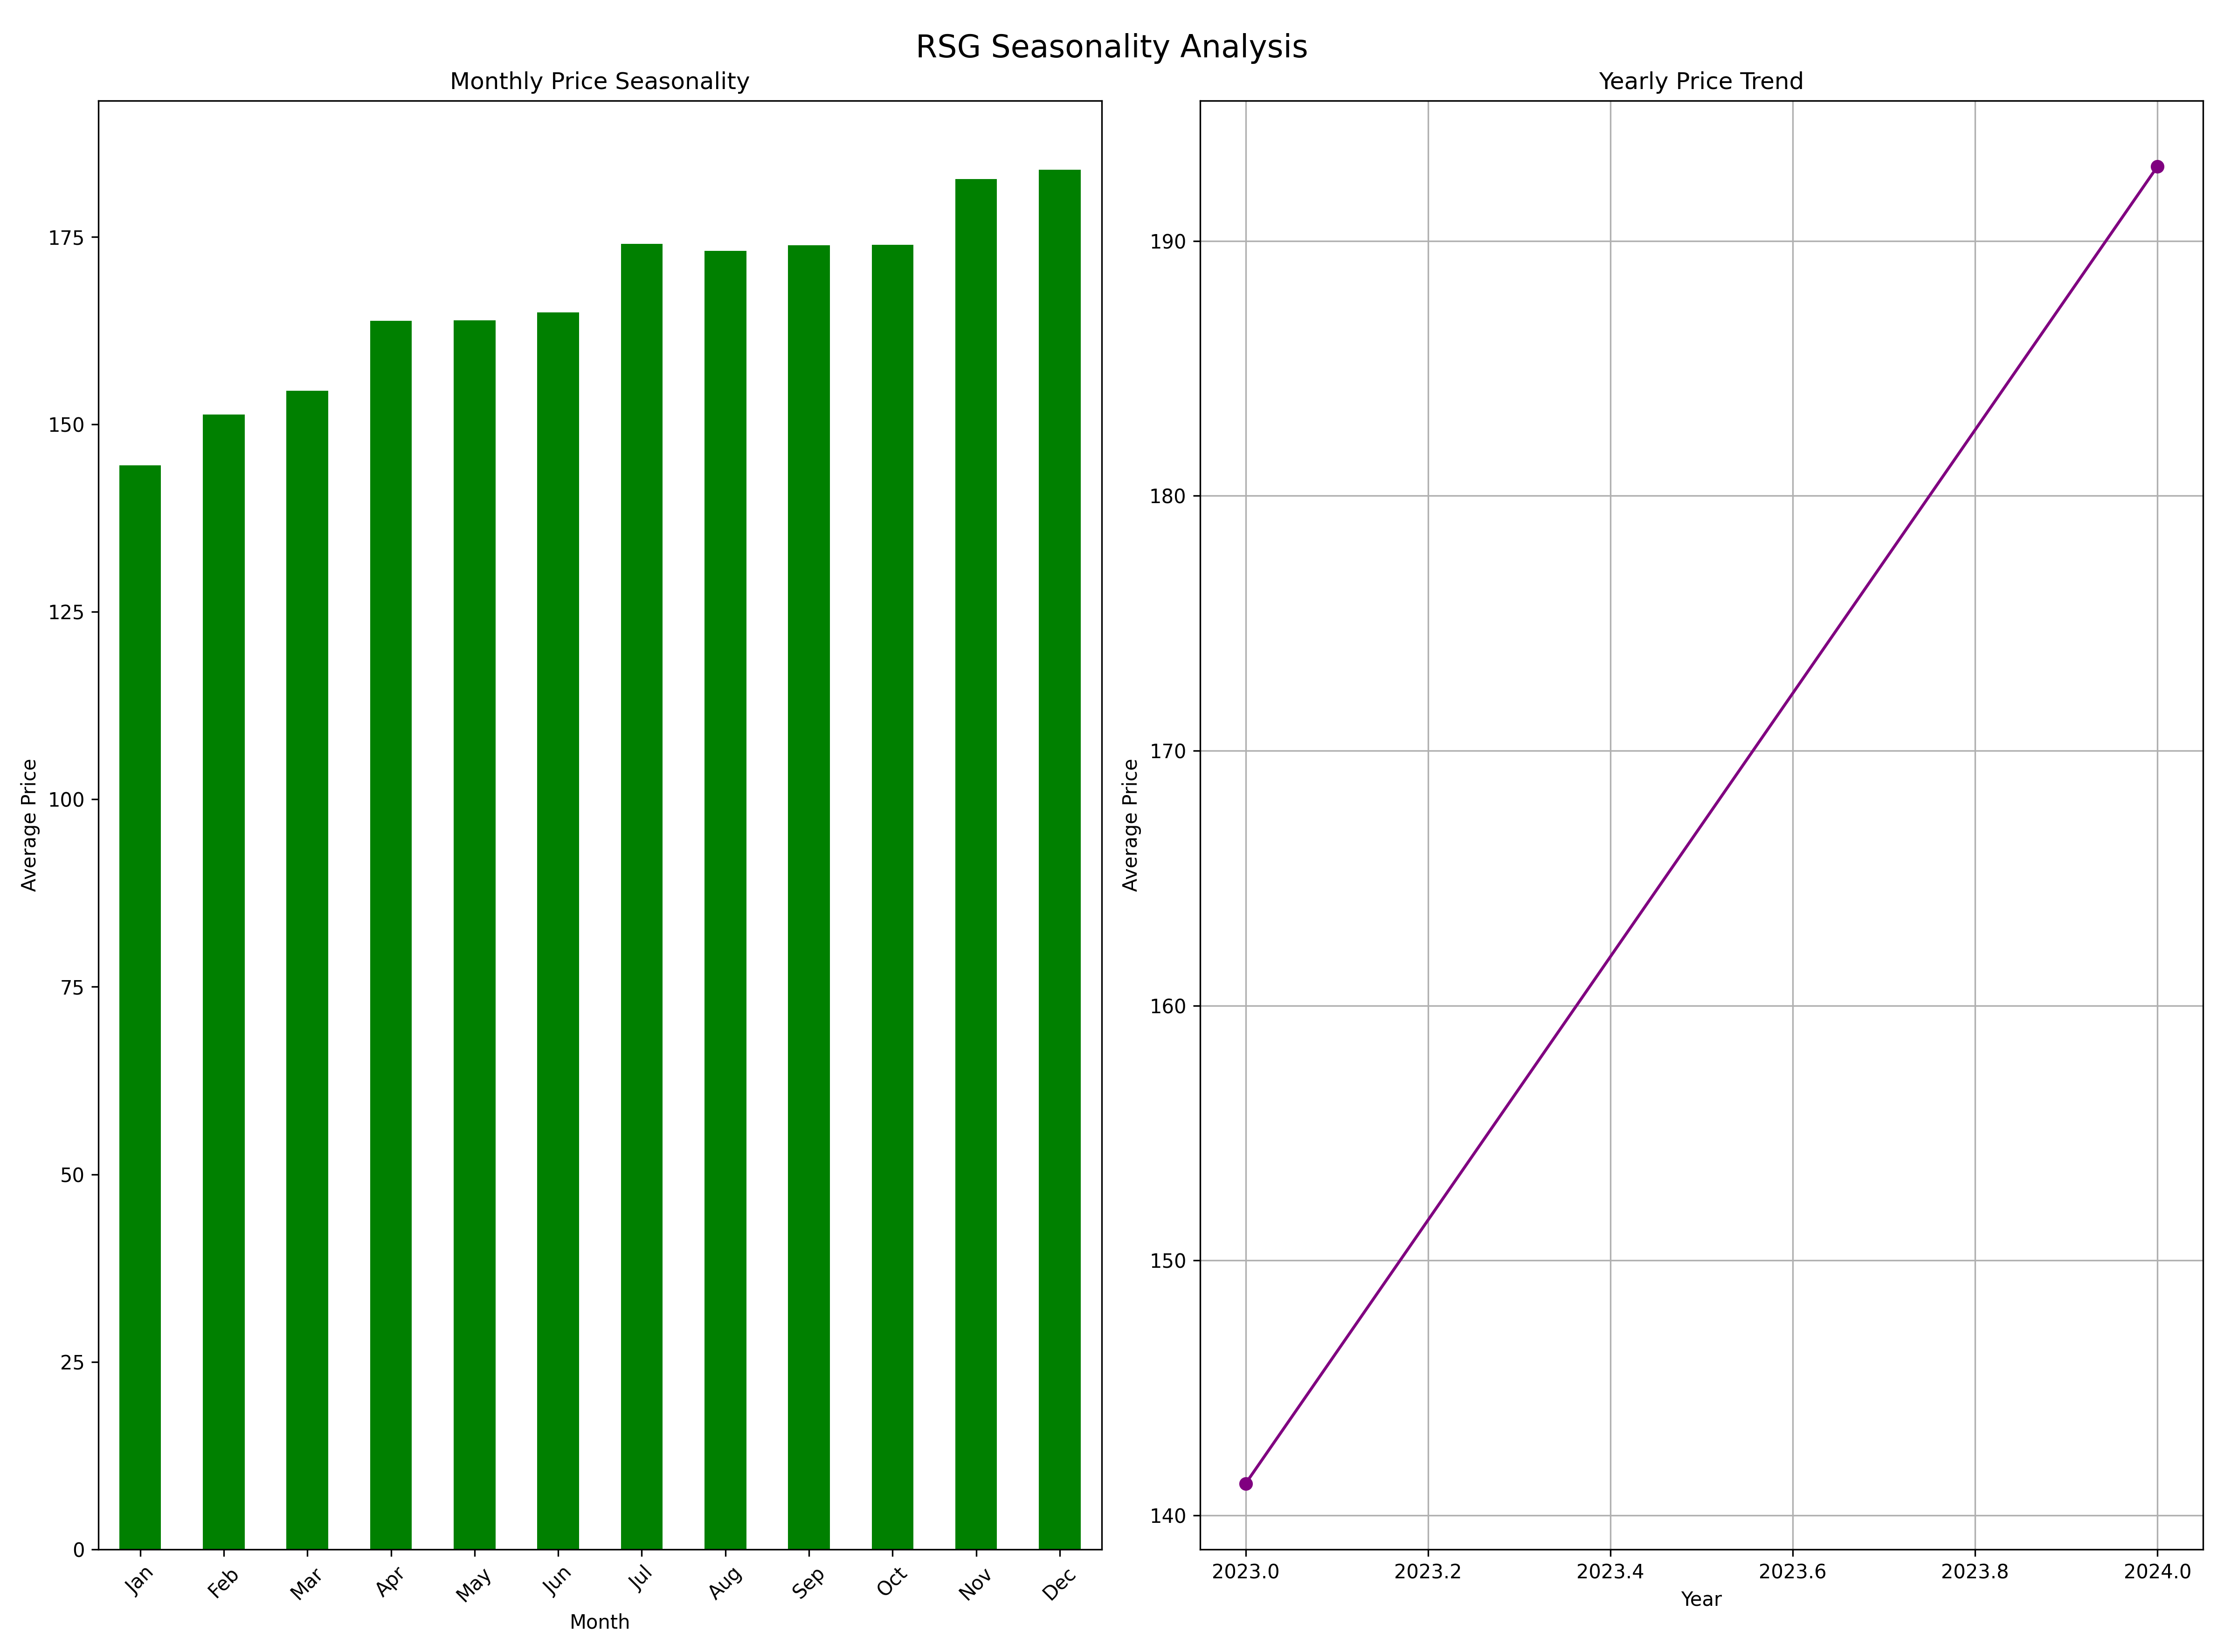 RSG Seasonality Analysis
Monthly Price Seasonality
Average Price
175
150
125
100
75
50
25
0
Jan Feb Mar Apr May Jun Jul Aug Sep Oct Nov Dec
Month
Yearly Price Trend
Average Price
190
180
170
160
150
140
2023.0 2023.2 2023.4 2023.6 2023.8 2024.0
Year